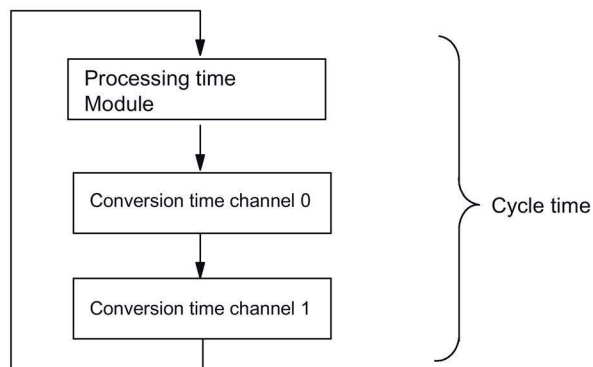 Processing time
Module
Conversion time channel 0
Cycle time
Conversion time channel 1